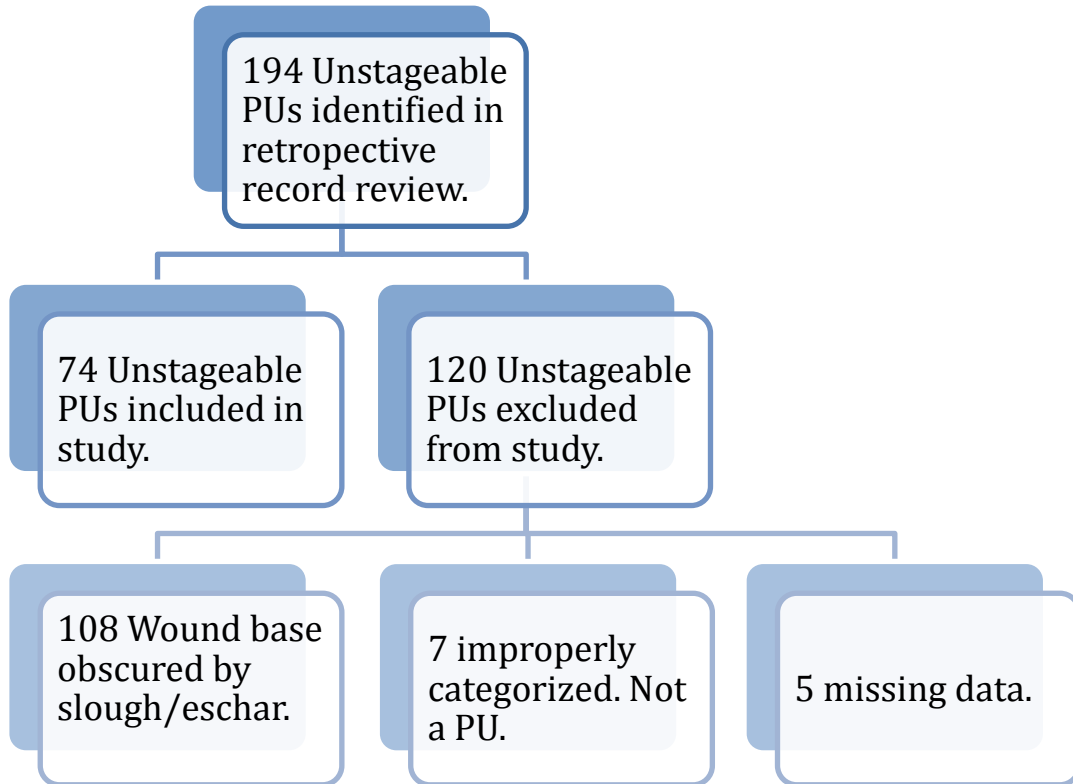 194 Unstageable
PUs identified in
retropective
record review.
74 Unstageable
PUs included in
study.
120 Unstageable
PUs excluded
from study.
108 Wound base
obscured by
slough/eschar.
7 improperly
categorized. Not
a PU.
5 missing data.